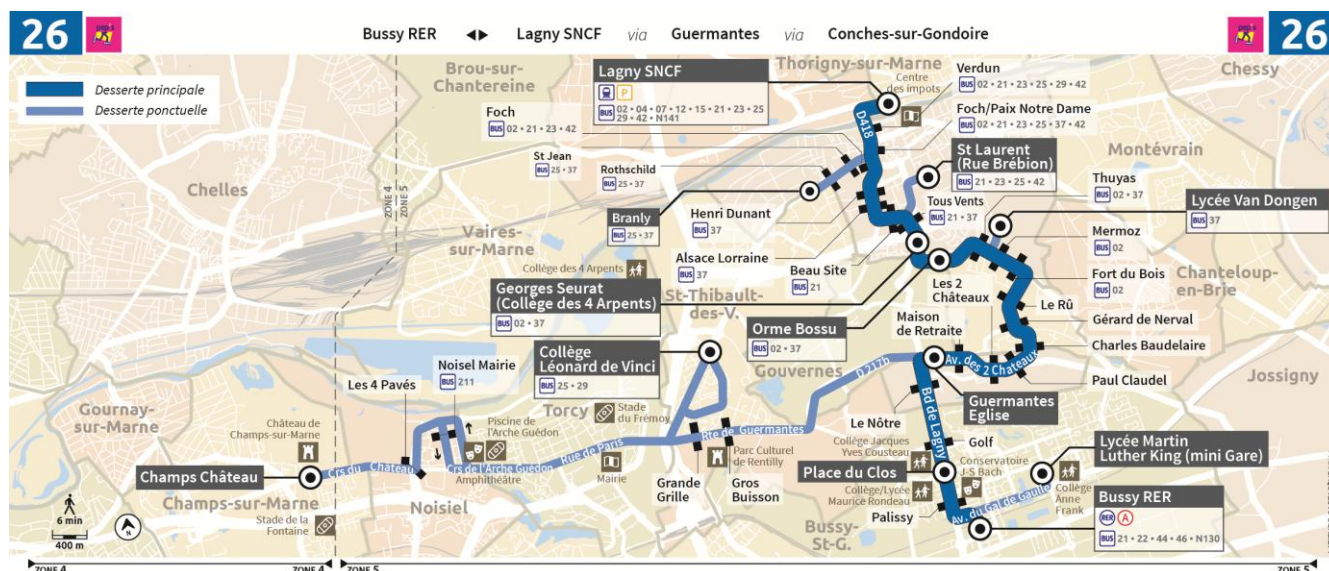 26
pep's
Bussy RER ◄► Lagny SNCF via Guermantes via Conches-sur-Gondoire
pep's
26
Desserte principale
Desserte ponctuelle
Brou-sur-
Chantereine
Lagny SNCF
P
BUS 02 • 04 • 07 • 12 • 15 • 21 • 23 • 25
29 • 42 • N141
Thorigny-sur-Marne
Centre
des impots
Verdun
BUS 02 • 21 • 23 • 25 • 29 • 42
Chessy
Foch
BUS 02 • 21 • 23 • 42
D418
Foch/Paix Notre Dame
BUS 02 • 21 • 23 • 25 • 37 • 42
St Jean
BUS 25 • 37
Rothschild
BUS 25 • 37
St Laurent
(Rue Brébion)
BUS 21 • 23 • 25 • 42
Montévrain
Thuyas
BUS 02 • 37
Chelles
ZONE 4
ZONE 5
Branly
BUS 25 • 37
Henri Dunant
BUS 37
Tous Vents
BUS 21 • 37
Lycée Van Dongen
BUS 37
Mermoz
BUS 02
Vaires-
sur-Marne
Alsace Lorraine
BUS 37
Beau Site
BUS 21
Collège des 4 Arpents
Georges Seurat
(Collège des 4 Arpents)
BUS 02 • 37
St-Thibault-
des-V.
Les 2
Châteaux
Fort du Bois
BUS 02
Chanteloup-
en-Brie
Le Rû
Maison
de Retraite
Gérard de Nerval
Orme Bossu
BUS 02 • 37
Charles Baudelaire
Collège
Léonard de Vinci
BUS 25 • 29
Gouvernes
D 217b
Av. des 2 Chateaux
Noisel Mairie
BUS 211
Les 4 Pavés
Paul Claudel
Jossigny
Gournay-
sur-Marne
Torcy
Stade
du Frémoy
Bd de Lagny
Guermantes
Eglise
Château de
Champs-sur-Marne
Piscine de
l'Arche Guédon
Le Nôtre
Rte de Guermantes
Rue de Paris
Collège Jacques
Yves Cousteau
Golf
Lycée Martin
Luther King (mini Gare)
Champs Château
Crs du Château
Crs de l'Arche Guédon
Amphithéâtre
Mairie
Parc Culturel
de Rentilly
Place du Clos
Conservatoire
J-S Bach
Grande
Grille
Gros
Buisson
Collège/Lycée
Maurice Rondeau
Collège
Anne
Frank
Champs-sur-Marne
Noisiel
Palissy
Av. du Gal de Gaulle
Bussy RER
RER A
BUS 21 • 22 • 44 • 46 • N130
6 min
400 m
N
Stade de la
Fontaine
Bussy-
St-G.
ZONE 4
ZONE 4
ZONE 5
ZONE 5